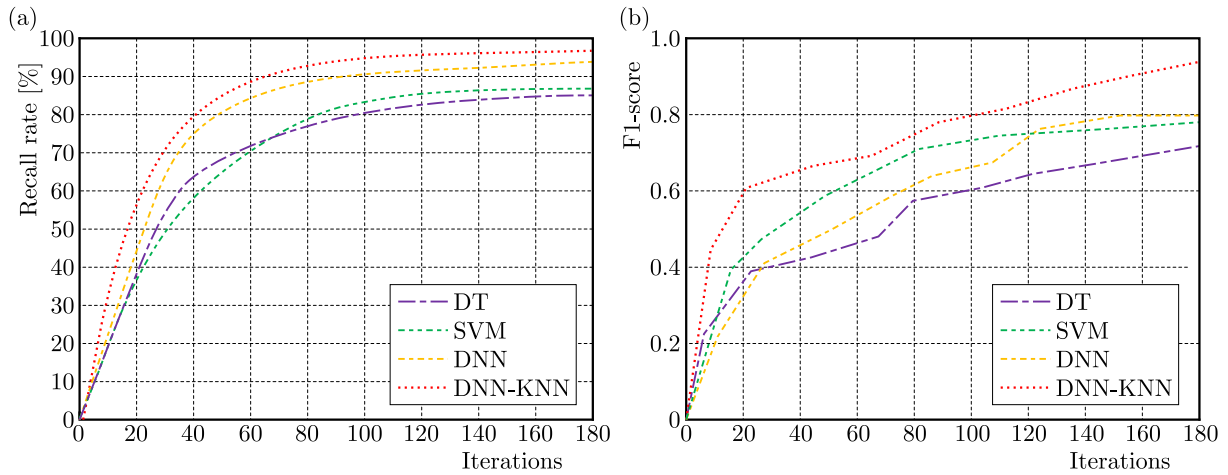 (a)
Recall rate [%]
100
90
80
70
60
50
40
30
20
10
0
DT
SVM
DNN
DNN-KNN
0 20 40 60 80 100 120 140 160 180
Iterations
(b)
F1-score
1.0
0.8
0.6
0.4
0.2
0
DT
SVM
DNN
DNN-KNN
0 20 40 60 80 100 120 140 160 180
Iterations